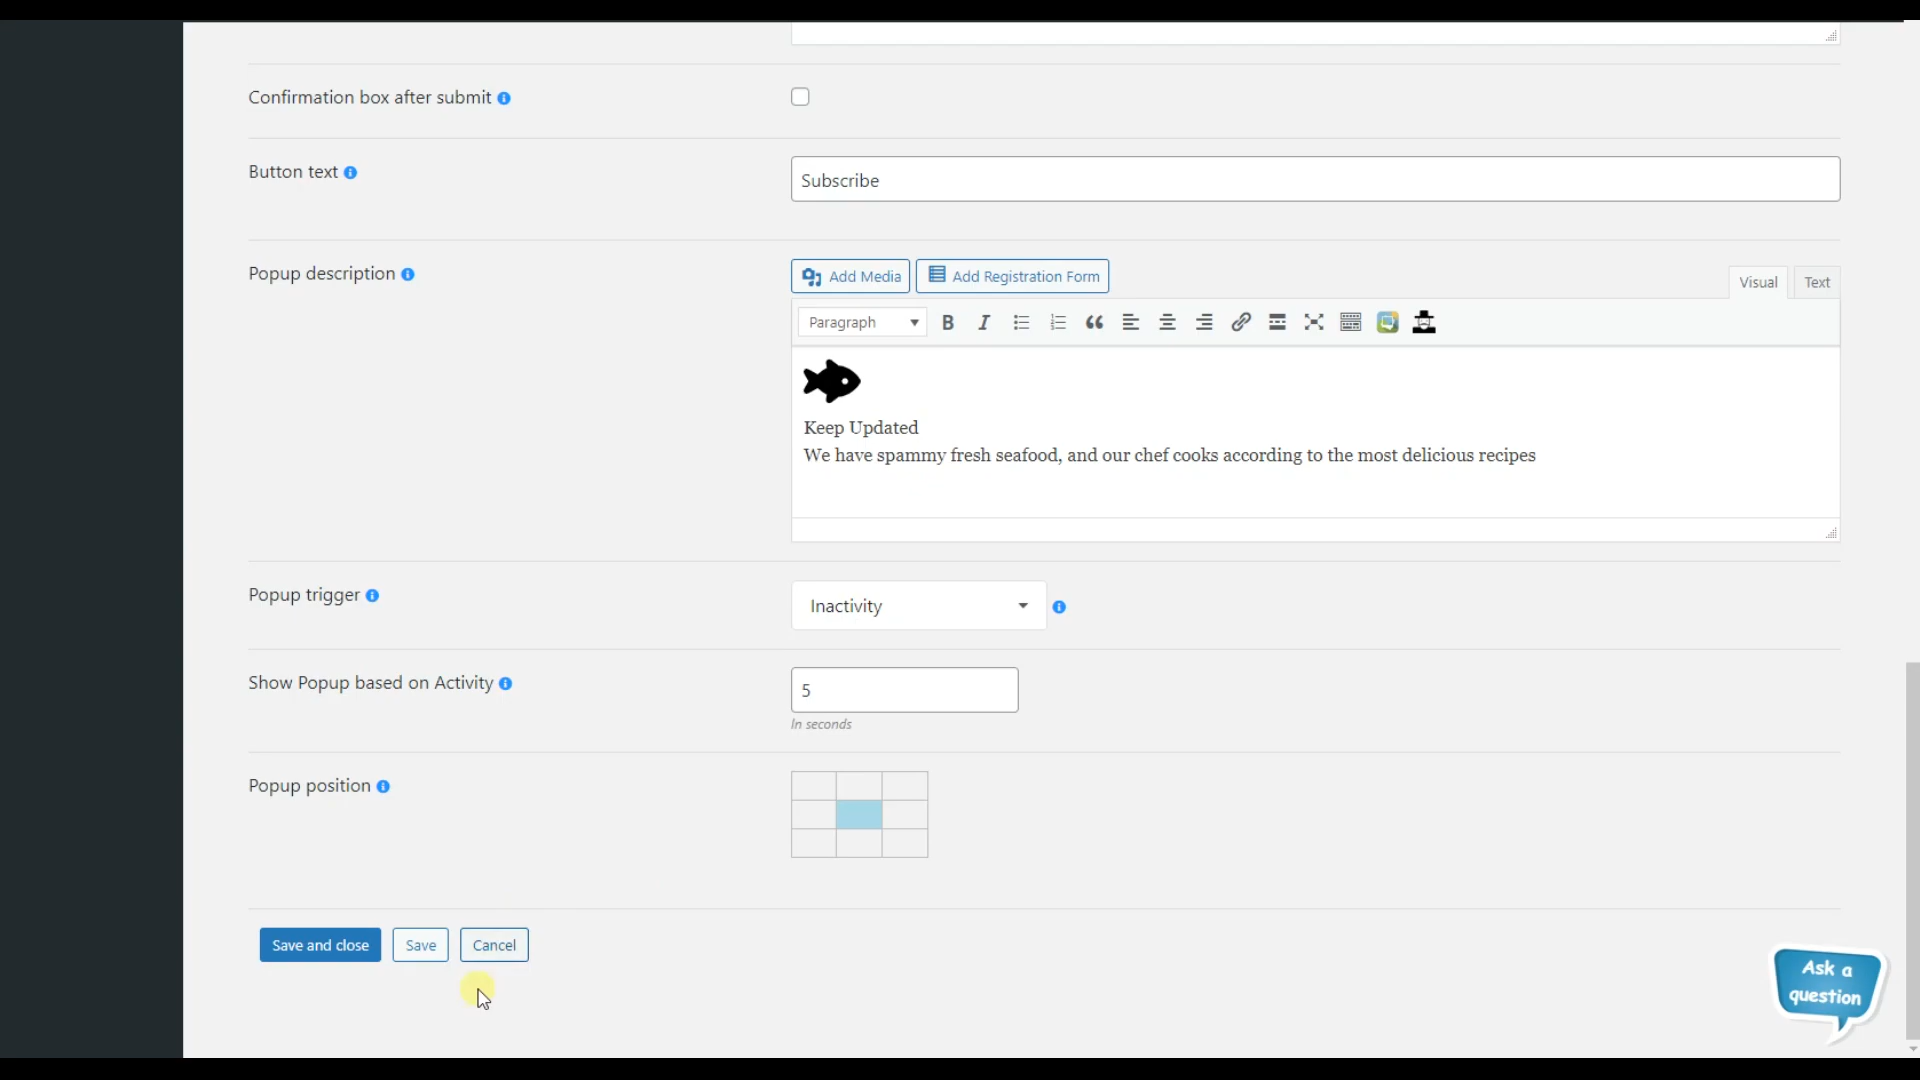 Confirmation box after submit
Button text
Subscribe
Popup description
Add Media
Add Registration Form
Visual
Text
Paragraph
Keep Updated
We have spammy fresh seafood, and our chef cooks according to the most delicious recipes
Popup trigger
Inactivity
Show Popup based on Activity
5
In seconds
Popup position
Save and close
Save
Cancel
Ask a
question